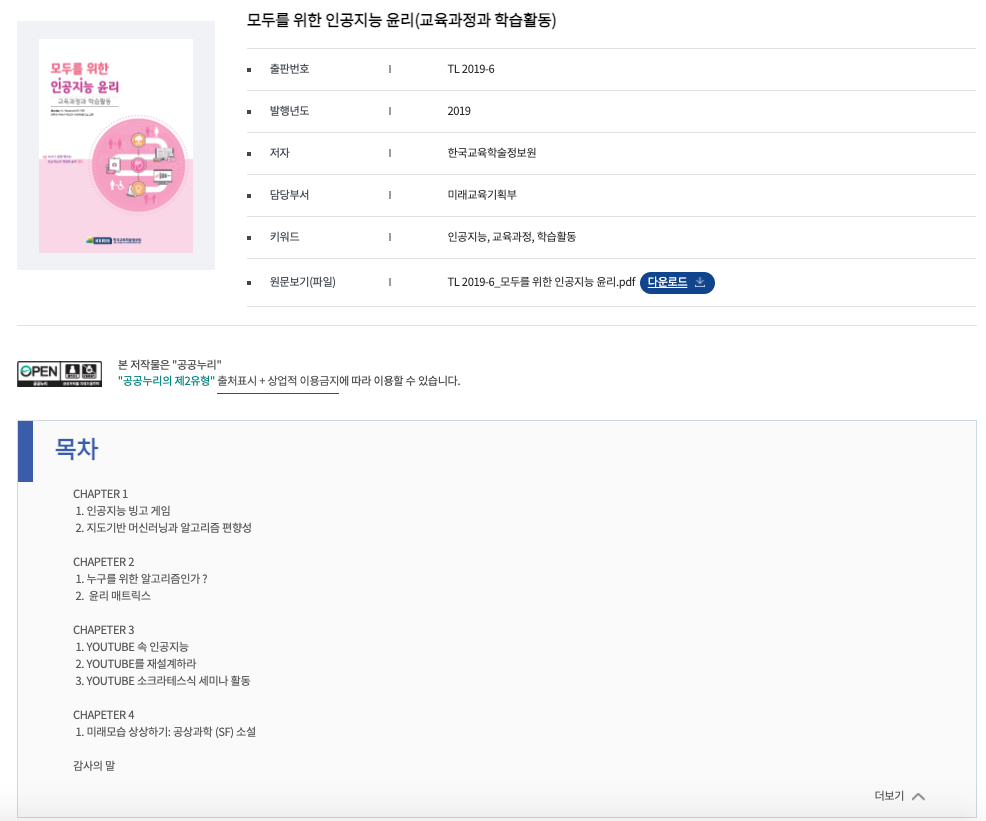 모두를 위한 인공지능 윤리(교육과정과 학습활동)
모두를 위한
인공지능 윤리
교육과정과 학습활동
출판번호 | TL 2019-6
발행년도 | 2019
저자 | 한국교육학술정보원
담당부서 | 미래교육기획부
키워드 | 인공지능, 교육과정, 학습활동
원문보기(파일) | TL 2019-6_모두를 위한 인공지능 윤리.pdf 다운로드
OPEN
공공누리
본 저작물은 "공공누리"
"공공누리의 제2유형" 출처표시 + 상업적 이용금지에 따라 이용할 수 있습니다.
목차
CHAPTER 1
1. 인공지능 빙고 게임
2. 지도기반 머신러닝과 알고리즘 편향성
CHAPETER 2
1. 누구를 위한 알고리즘인가 ?
2. 윤리 매트릭스
CHAPETER 3
1. YOUTUBE 속 인공지능
2. YOUTUBE를 재설계하라
3. YOUTUBE 소크라테스식 세미나 활동
CHAPETER 4
1. 미래모습 상상하기: 공상과학 (SF) 소설
감사의 말
더보기